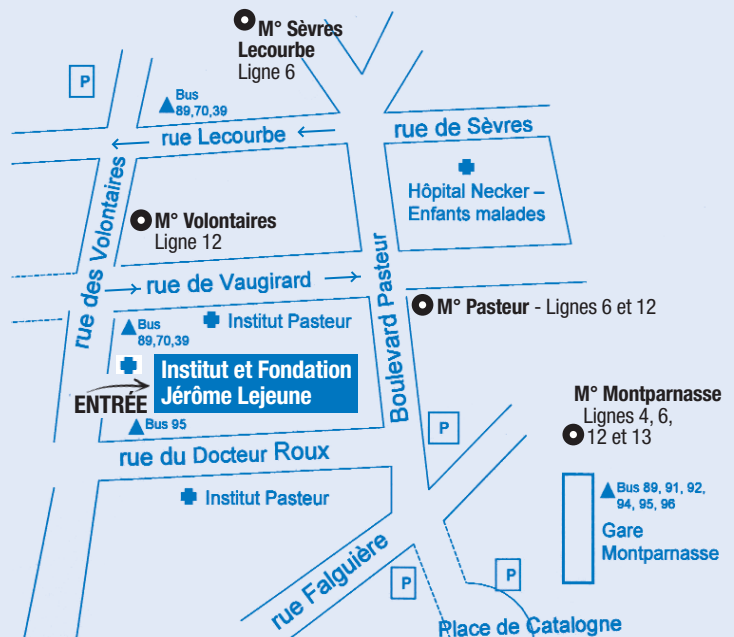 M° Sèvres
Lecourbe
Ligne 6
P
Bus
89,70,39
rue Lecourbe
rue de Sèvres
Hôpital Necker –
Enfants malades
rue des Volontaires
M° Volontaires
Ligne 12
rue de Vaugirard
Boulevard Pasteur
M° Pasteur - Lignes 6 et 12
Institut Pasteur
Bus
89,70,39
Institut et Fondation
Jérôme Lejeune
ENTRÉE
M° Montparnasse
Lignes 4, 6,
12 et 13
Bus 95
P
rue du Docteur Roux
Institut Pasteur
Bus 89, 91, 92,
94, 95, 96
Gare
Montparnasse
rue Falguière
P
P
Place de Catalogne